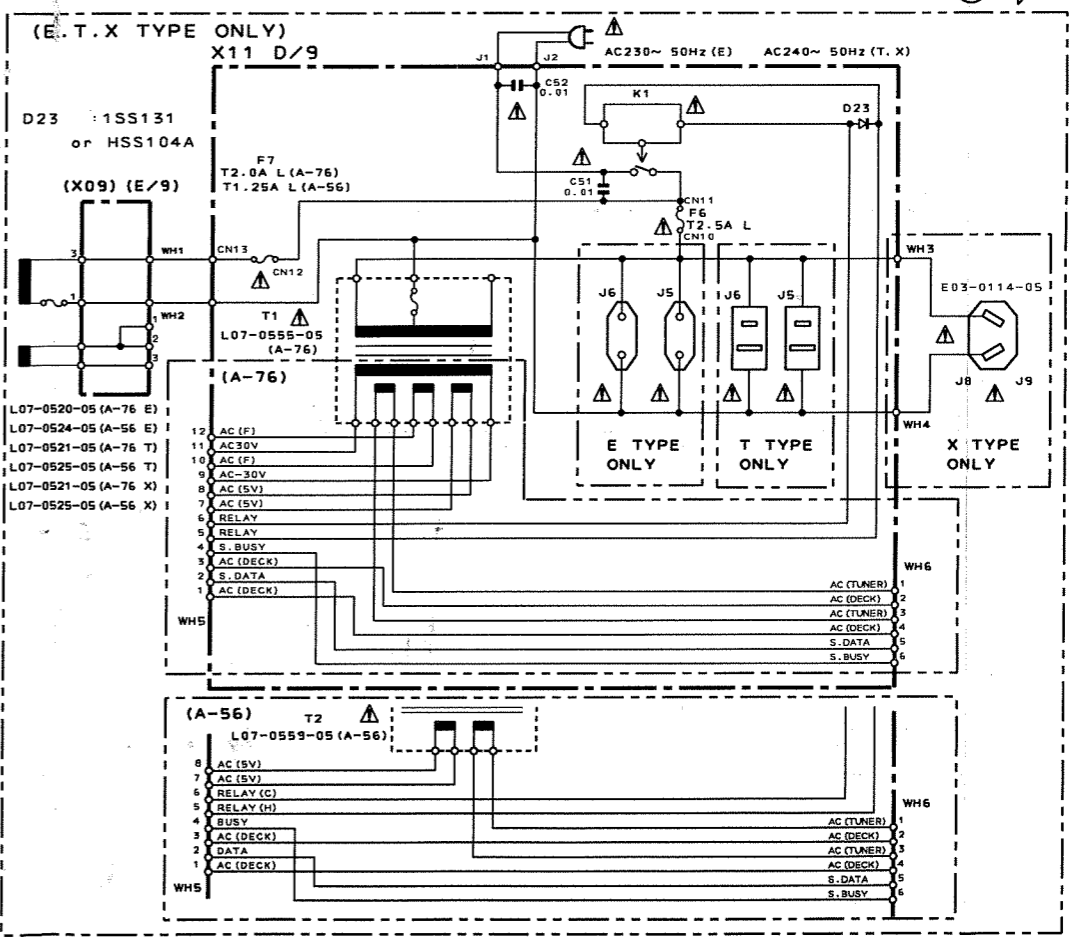 (E.T.X TYPE ONLY)
X11 D/9
J1
J2
AC230~ 50Hz (E)
AC240~ 50Hz (T. X)
C52
0.01
K1
D23
D23 :1SS131
or HSS104A
F7
T2.0A L (A-76)
T1.25A L (A-56)
C51
0.01
CN11
F6
T2.5A L
CN10
(X09) (E/9)
3
WH1
CN13
CN12
1
WH2
1
2
3
T1
L07-0555-05
(A-76)
J6
J5
J6
J5
WH3
E03-0114-05
J8
J9
WH4
E TYPE
ONLY
T TYPE
ONLY
X TYPE
ONLY
(A-76)
L07-0520-05 (A-76 E)
L07-0524-05 (A-56 E)
L07-0521-05 (A-76 T)
L07-0525-05 (A-56 T)
L07-0521-05 (A-76 X)
L07-0525-05 (A-56 X)
12 AC (F)
11 AC30V
10 AC (F)
9 AC-30V
8 AC (5V)
7 AC (5V)
6 RELAY
5 RELAY
4 S.BUSY
3 AC (DECK)
2 S.DATA
1 AC (DECK)
WH5
WH6
AC (TUNER) 1
AC (DECK) 2
AC (TUNER) 3
AC (DECK) 4
S.DATA 5
S.BUSY 6
(A-56)
T2
L07-0559-05 (A-56)
8 AC (5V)
7 AC (5V)
6 RELAY (C)
5 RELAY (H)
4 BUSY
3 AC (DECK)
2 DATA
1 AC (DECK)
WH5
WH6
AC (TUNER) 1
AC (DECK) 2
AC (TUNER) 3
AC (DECK) 4
S.DATA 5
S.BUSY 6